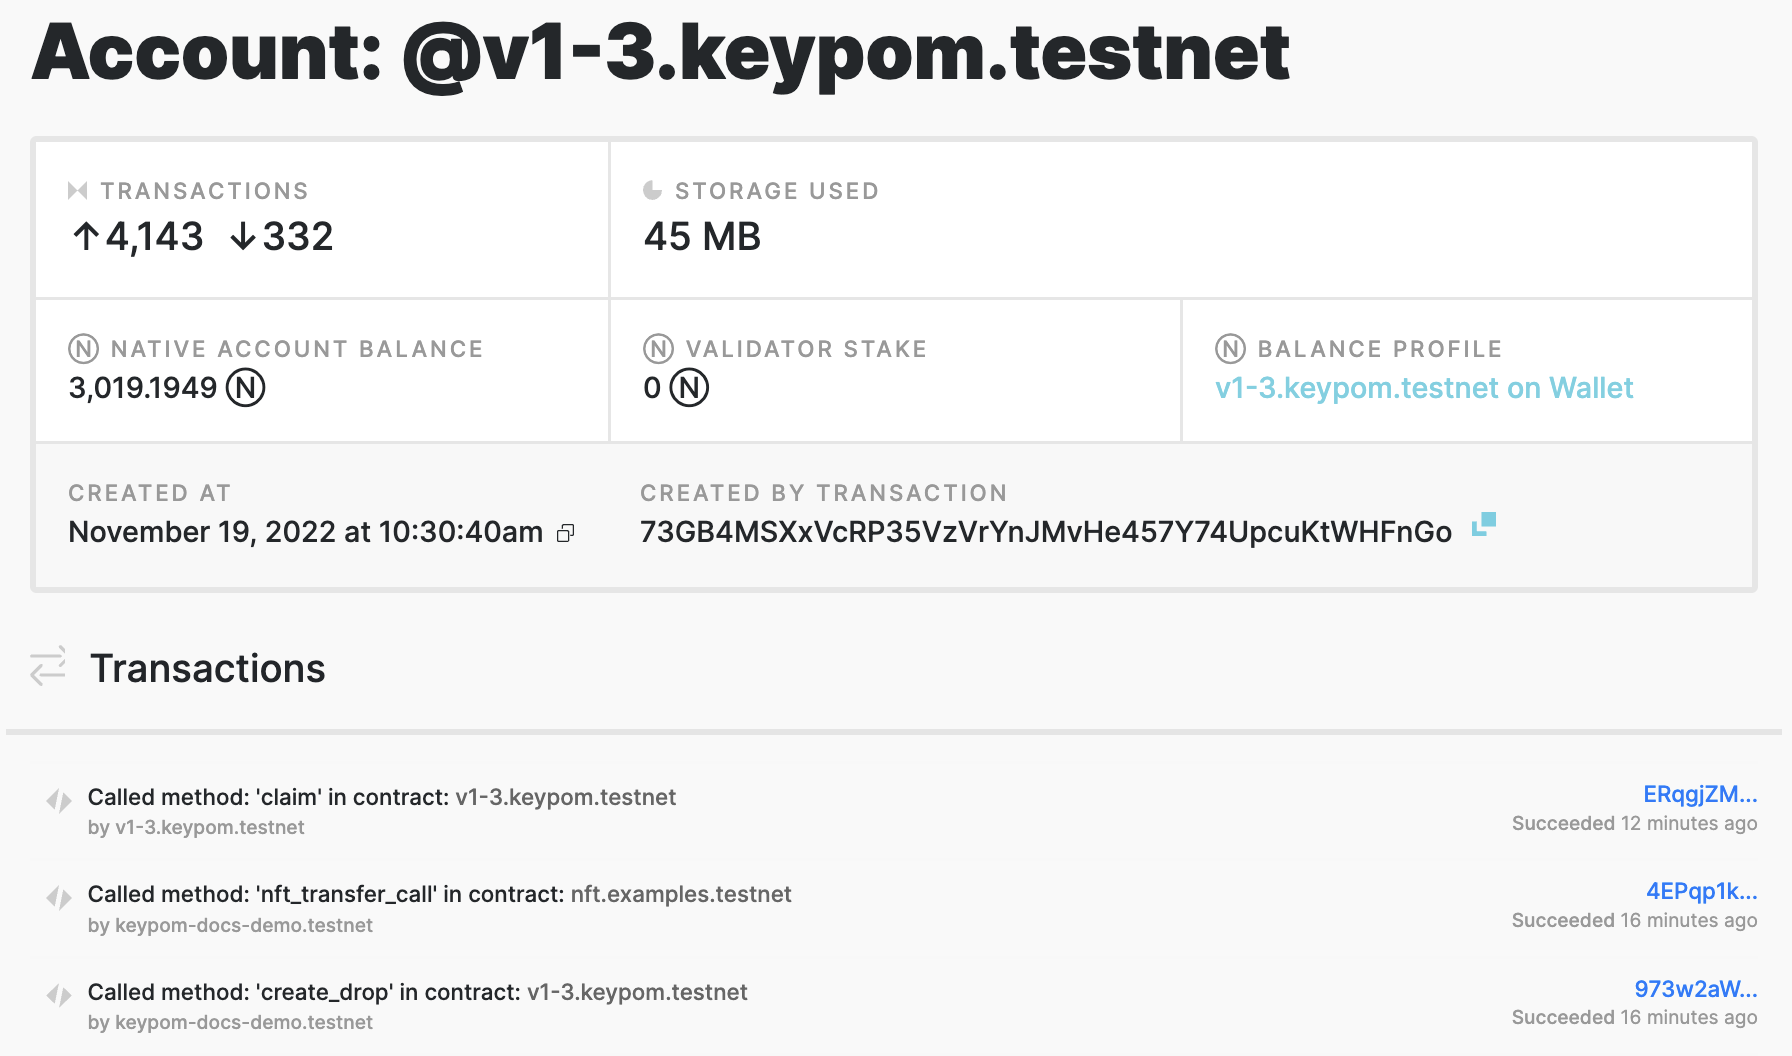 Account: @v1-3.keypom.testnet
TRANSACTIONS
↑4,143 ↓332
STORAGE USED
45 MB
NATIVE ACCOUNT BALANCE
3,019.1949 Ⓝ
VALIDATOR STAKE
0 Ⓝ
BALANCE PROFILE
v1-3.keypom.testnet on Wallet
CREATED AT
November 19, 2022 at 10:30:40am
CREATED BY TRANSACTION
73GB4MSXxVcRP35VzVrYnJMvHe457Y74UpcuKtWHFnGo
Transactions
Called method: 'claim' in contract: v1-3.keypom.testnet
by v1-3.keypom.testnet
ERqgjZM...
Succeeded 12 minutes ago
Called method: 'nft_transfer_call' in contract: nft.examples.testnet
by keypom-docs-demo.testnet
4EPqp1k...
Succeeded 16 minutes ago
Called method: 'create_drop' in contract: v1-3.keypom.testnet
by keypom-docs-demo.testnet
973w2aW...
Succeeded 16 minutes ago